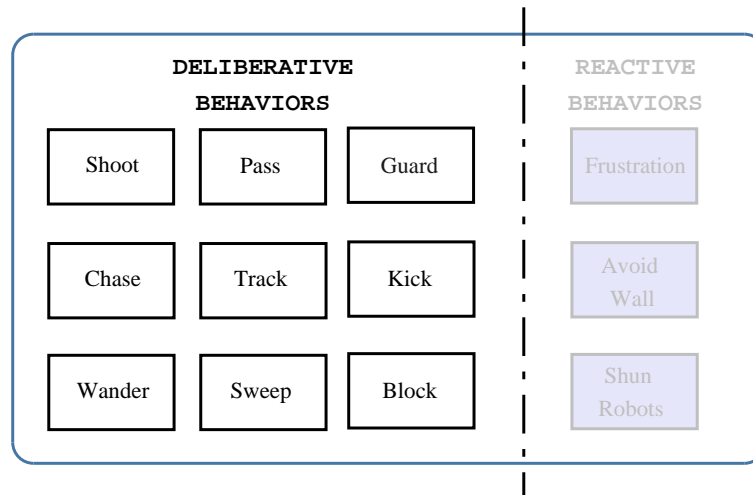 DELIBERATIVE
BEHAVIORS
Shoot
Pass
Guard
Chase
Track
Kick
Wander
Sweep
Block
REACTIVE
BEHAVIORS
Frustration
Avoid
Wall
Shun
Robots